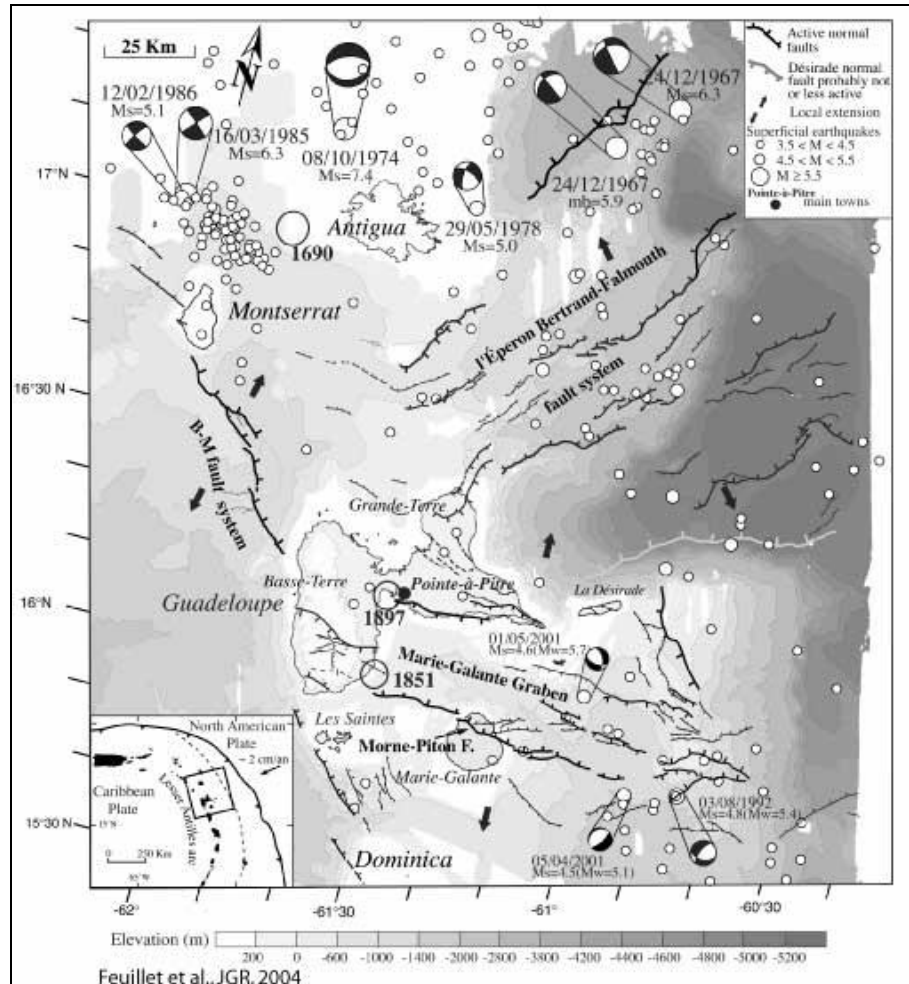 25 Km
N
12/02/1986
Ms=5.1
16/03/1985
Ms=6.3
08/10/1974
Ms=7.4
29/05/1978
Ms=5.0
24/12/1967
Ms=6.3
24/12/1967
mb=5.9
Active normal
faults
Désirade normal
fault probably not
or less active
Local extension
Superficial earthquakes
3.5 < M < 4.5
4.5 < M < 5.5
M ≥ 5.5
Pointe-à-Pitre
main towns
17°N
16°30 N
16°N
15°30 N
Antigua
1690
Montserrat
l'Éperon Bertrand-Falmouth
fault system
B-M fault
system
Grande-Terre
Basse-Terre
Pointe-à-Pitre
Guadeloupe
1897
La Désirade
01/05/2001
Ms=4.6(Mw=5.7
1851
Marie-Galante Graben
Les Saintes
Morne-Piton F.
Marie-Galante
03/08/1992
Ms=4.8(Mw=5.4)
05/04/2001
Ms=4.5(Mw=5.1)
Dominica
North American
Plate
~ 2 cm/an
Caribbean
Plate
Lesser Antilles arc
15°N
0 250 Km
65°W
-62°
-61°30
-61°
-60°30
Elevation (m)
200 0 -600 -1000 -1400 -2000 -2800 -3800 -4400 -4600 -4800 -5000 -5200
Feuillet et al., JGR, 2004